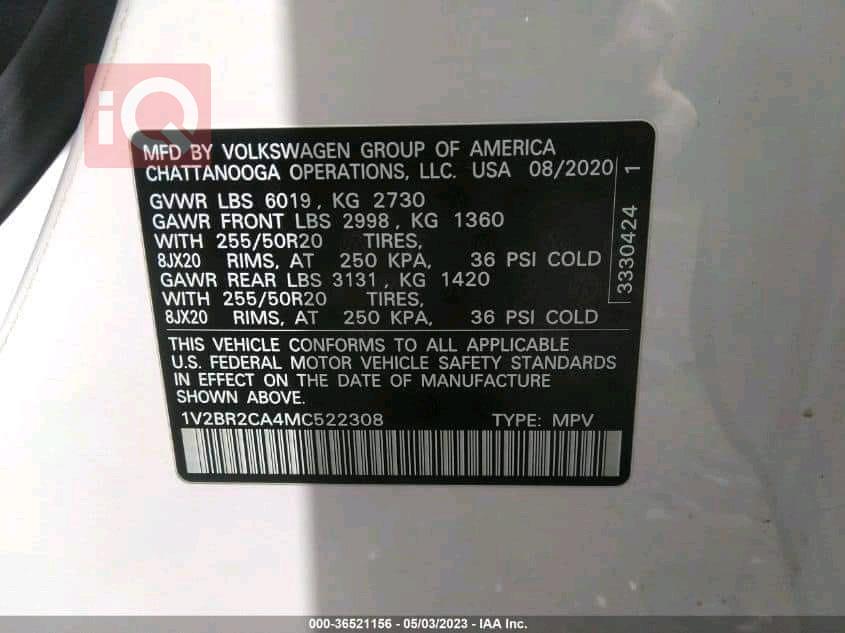 iQ
MFD BY VOLKSWAGEN GROUP OF AMERICA
CHATTANOOGA OPERATIONS, LLC. USA 08/2020
GVWR LBS 6019, KG 2730
GAWR FRONT LBS 2998, KG 1360
WITH 255/50R20 TIRES,
8JX20 RIMS, AT 250 KPA, 36 PSI COLD
GAWR REAR LBS 3131, KG 1420
WITH 255/50R20 TIRES,
8JX20 RIMS, AT 250 KPA, 36 PSI COLD
3330424 1
THIS VEHICLE CONFORMS TO ALL APPLICABLE
U.S. FEDERAL MOTOR VEHICLE SAFETY STANDARDS
IN EFFECT ON THE DATE OF MANUFACTURE
SHOWN ABOVE.
1V2BR2CA4MC522308 TYPE: MPV
000-36521156 - 05/03/2023 - IAA Inc.